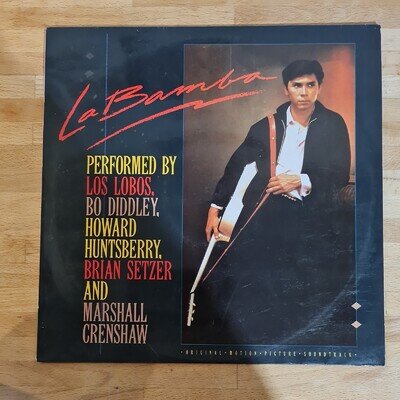 La Bamba
PERFORMED BY
LOS LOBOS,
BO DIDDLEY,
HOWARD
HUNTSBERRY,
BRIAN SETZER
AND
MARSHALL
CRENSHAW
• ORIGINAL • MOTION • PICTURE • SOUNDTRACK •